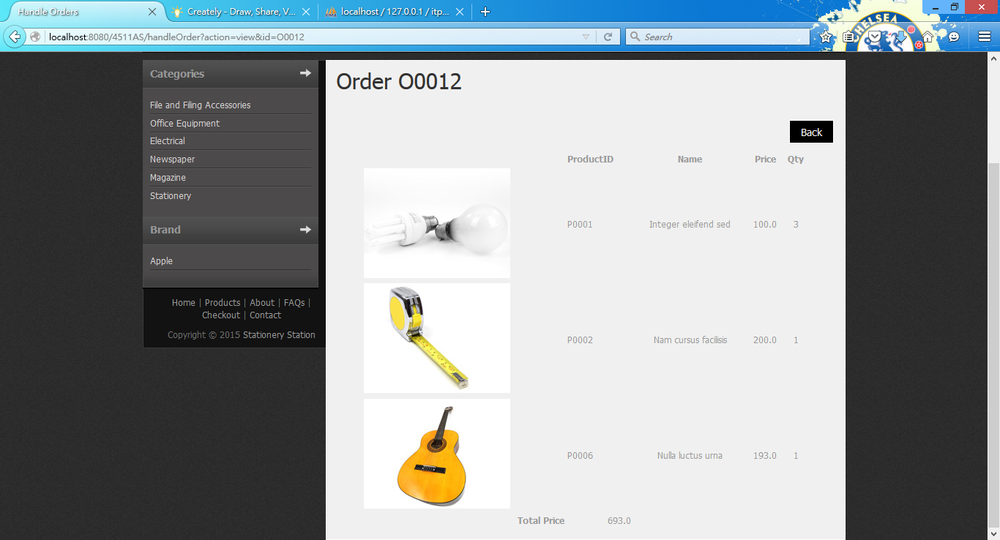 Handle Orders
Creately - Draw, Share, V...
localhost / 127.0.0.1 / itp...
localhost:8080/4511AS/handleOrder?action=view&id=O0012
Search
CHELSEA
Categories
File and Filing Accessories
Office Equipment
Electrical
Newspaper
Magazine
Stationery
Brand
Apple
Home | Products | About | FAQs |
Checkout | Contact
Copyright © 2015 Stationery Station
Order O0012
Back
ProductID Name Price Qty
P0001 Integer eleifend sed 100.0 3
P0002 Nam cursus facilisis 200.0 1
P0006 Nulla luctus urna 193.0 1
Total Price 693.0